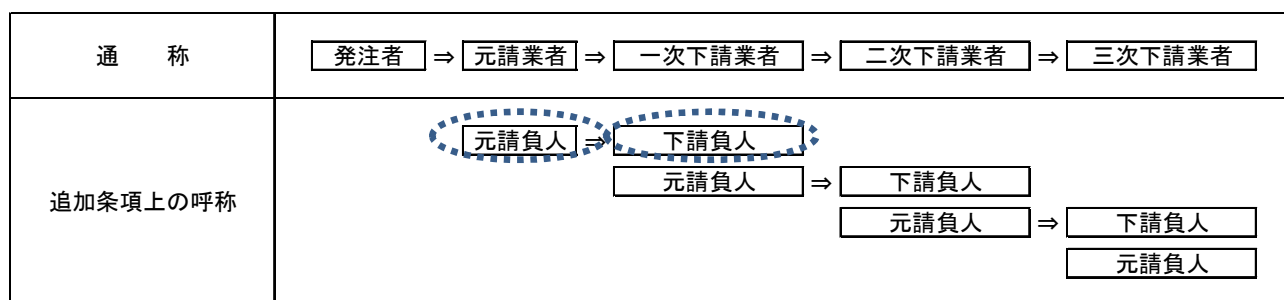 通　　称
発注者 ⇒ 元請業者 ⇒ 一次下請業者 ⇒ 二次下請業者 ⇒ 三次下請業者
追加条項上の呼称
元請負人 ⇒ 下請負人
元請負人 ⇒ 下請負人
元請負人 ⇒ 下請負人
元請負人